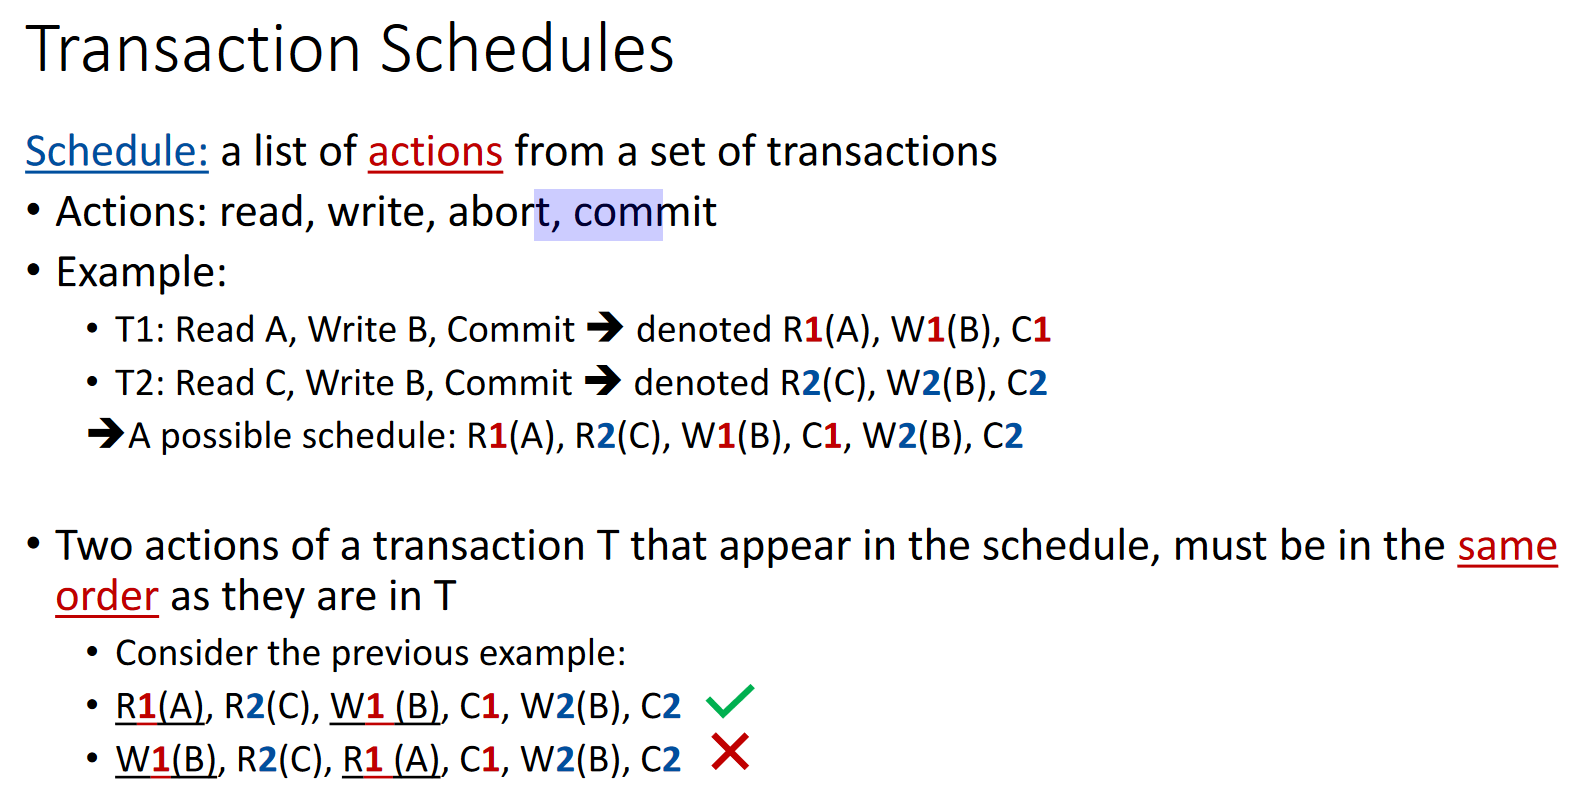 Transaction Schedules
Schedule: a list of actions from a set of transactions
• Actions: read, write, abort, commit
• Example:
• T1: Read A, Write B, Commit ➔ denoted R1(A), W1(B), C1
• T2: Read C, Write B, Commit ➔ denoted R2(C), W2(B), C2
➔A possible schedule: R1(A), R2(C), W1(B), C1, W2(B), C2
• Two actions of a transaction T that appear in the schedule, must be in the same
order as they are in T
• Consider the previous example:
• R1(A), R2(C), W1 (B), C1, W2(B), C2 ✓
• W1(B), R2(C), R1 (A), C1, W2(B), C2 ✕